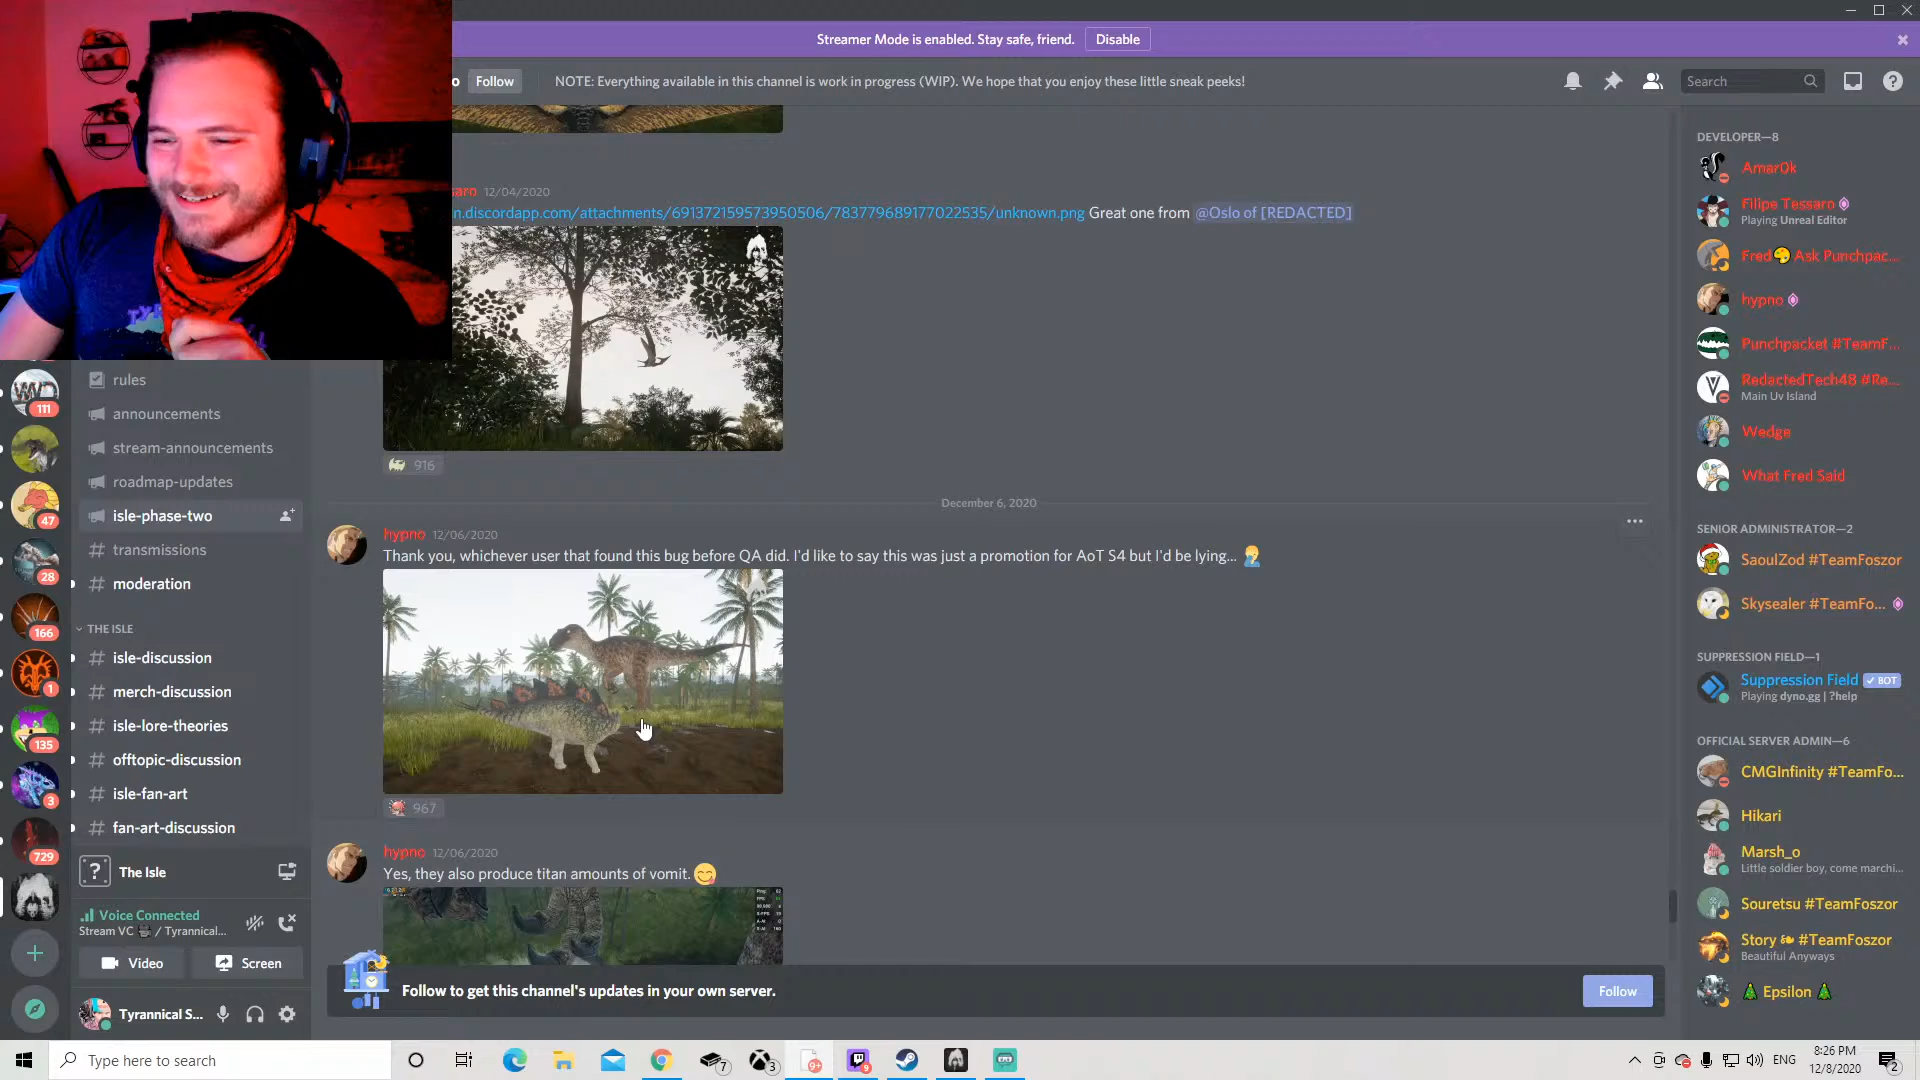 Streamer Mode is enabled. Stay safe, friend. Disable
o Follow NOTE: Everything available in this channel is work in progress (WIP). We hope that you enjoy these little sneak peeks! Search
12/04/2020
n.discordapp.com/attachments/691372159573950506/783779689177022535/unknown.png Great one from @Oslo of [REDACTED]
916
December 6, 2020
hypno 12/06/2020
Thank you, whichever user that found this bug before QA did. I'd like to say this was just a promotion for AoT S4 but I'd be lying...
967
hypno 12/06/2020
Yes, they also produce titan amounts of vomit.
Follow to get this channel's updates in your own server. Follow
rules
announcements
stream-announcements
roadmap-updates
isle-phase-two
transmissions
moderation
THE ISLE
isle-discussion
merch-discussion
isle-lore-theories
offtopic-discussion
isle-fan-art
fan-art-discussion
111
47
28
166
1
135
3
729
? The Isle
Voice Connected
Stream VC / Tyrannical...
Video Screen
Tyrannical S...
DEVELOPER—8
Amar0k
Filipe Tessaro
Playing Unreal Editor
Fred Ask Punchpac...
hypno
Punchpacket #TeamF...
RedactedTech48 #Re...
Main Uv Island
Wedge
What Fred Said
SENIOR ADMINISTRATOR—2
SaoulZod #TeamFoszor
Skysealer #TeamFo...
SUPPRESSION FIELD—1
Suppression Field BOT
Playing dyno.gg | ?help
OFFICIAL SERVER ADMIN—6
CMGInfinity #TeamFo...
Hikari
Marsh_o
Little soldier boy, come marchi...
Souretsu #TeamFoszor
Story #TeamFoszor
Beautiful Anyways
Epsilon
Type here to search
7
3
9+
9
ENG
8:26 PM
12/8/2020
2